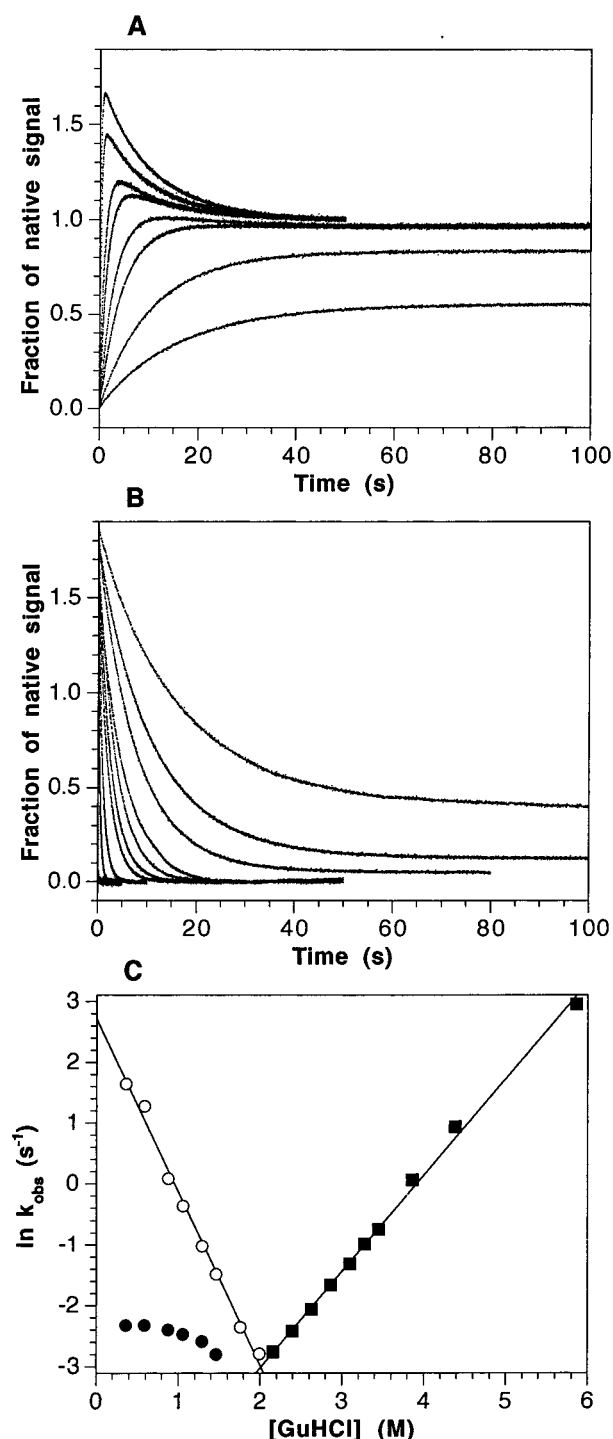 A
Fraction of native signal
1.5
1.0
0.5
0.0
0 20 40 60 80 100
Time (s)
B
Fraction of native signal
1.5
1.0
0.5
0.0
0 20 40 60 80 100
Time (s)
C
ln k_obs (s⁻¹)
3
2
1
0
-1
-2
-3
0 1 2 3 4 5 6
[GuHCl] (M)